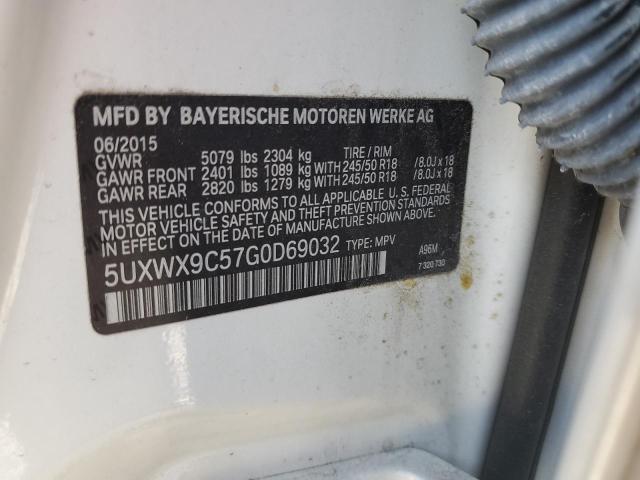 MFD BY BAYERISCHE MOTOREN WERKE AG
06/2015
GVWR 5079 lbs 2304 kg TIRE / RIM
GAWR FRONT 2401 lbs 1089 kg WITH 245/50 R18 /8.0J x 18
GAWR REAR 2820 lbs 1279 kg WITH 245/50 R18 /8.0J x 18
THIS VEHICLE CONFORMS TO ALL APPLICABLE U. S. FEDERAL
MOTOR VEHICLE SAFETY AND THEFT PREVENTION STANDARDS
IN EFFECT ON THE DATE OF MANUFACTURE SHOWN ABOVE.
5UXWX9C57G0D69032 TYPE: MPV A96M
7 320 730